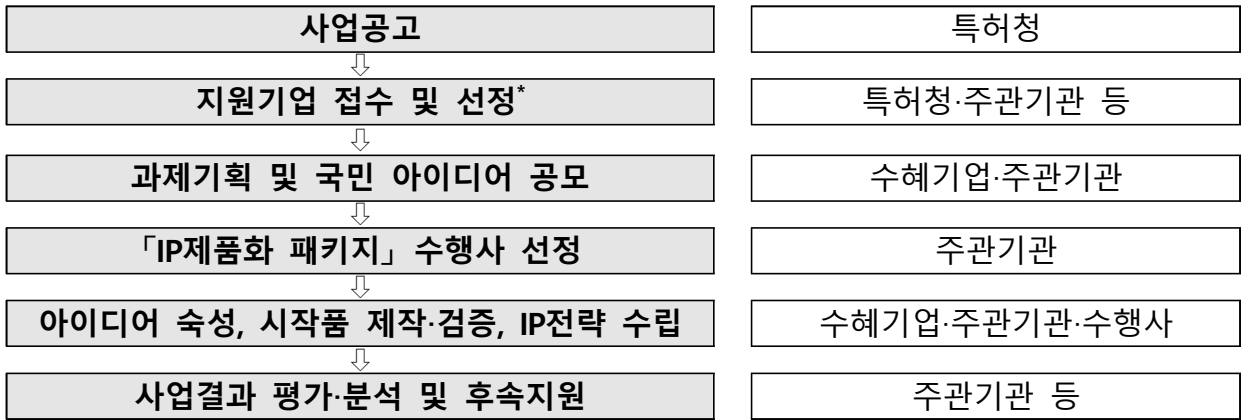 사업공고 특허청
지원기업 접수 및 선정* 특허청·주관기관 등
과제기획 및 국민 아이디어 공모 수혜기업·주관기관
「IP제품화 패키지」 수행사 선정 주관기관
아이디어 숙성, 시작품 제작·검증, IP전략 수립 수혜기업·주관기관·수행사
사업결과 평가·분석 및 후속지원 주관기관 등